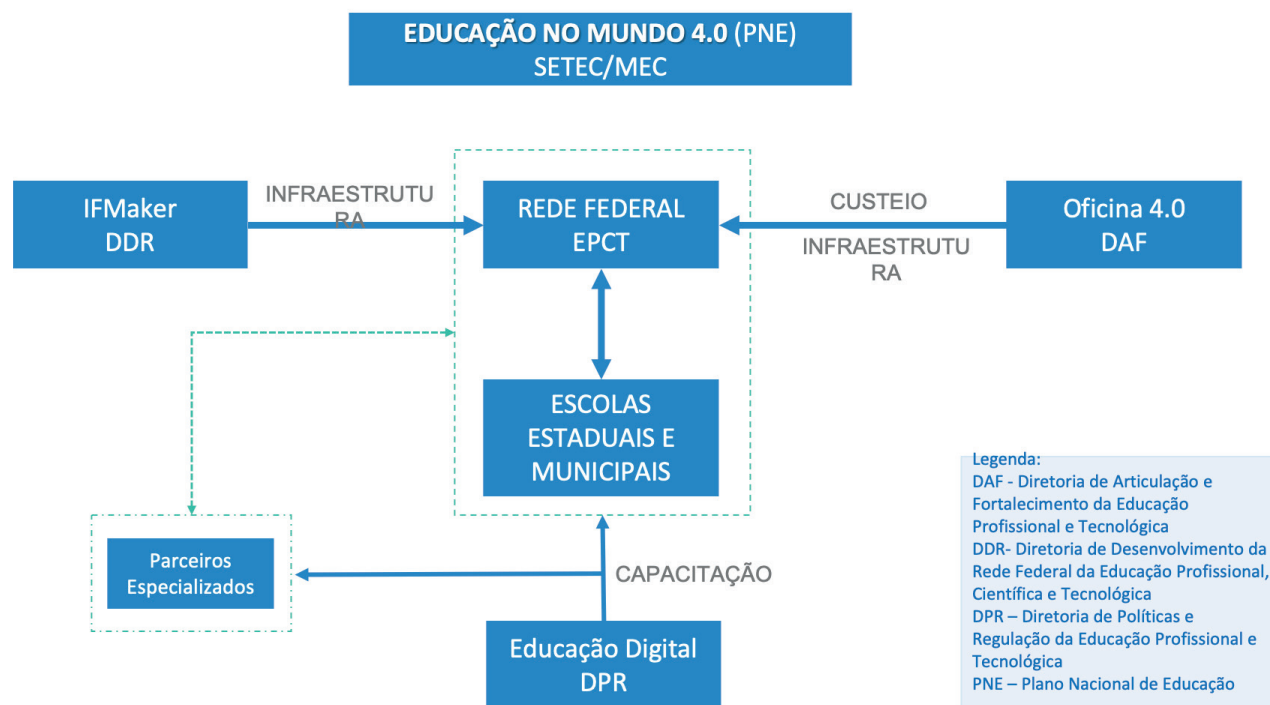 EDUCAÇÃO NO MUNDO 4.0 (PNE)
SETEC/MEC
IFMaker
DDR
INFRAESTRUTU
RA
REDE FEDERAL
EPCT
CUSTEIO
INFRAESTRUTU
RA
Oficina 4.0
DAF
ESCOLAS
ESTADUAIS E
MUNICIPAIS
Parceiros
Especializados
CAPACITAÇÃO
Educação Digital
DPR
Legenda:
DAF - Diretoria de Articulação e
Fortalecimento da Educação
Profissional e Tecnológica
DDR- Diretoria de Desenvolvimento da
Rede Federal da Educação Profissional,
Científica e Tecnológica
DPR – Diretoria de Políticas e
Regulação da Educação Profissional e
Tecnológica
PNE – Plano Nacional de Educação